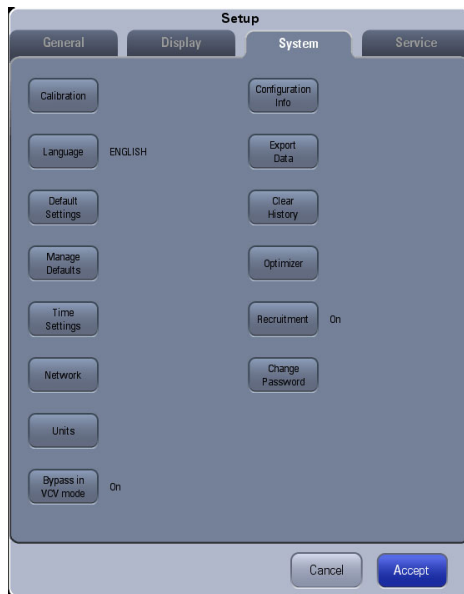 Setup
General
Display
System
Service
Calibration
Language
ENGLISH
Default
Settings
Manage
Defaults
Time
Settings
Network
Units
Bypass in
VCV mode
On
Configuration
Info
Export
Data
Clear
History
Optimizer
Recruitment
On
Change
Password
Cancel
Accept